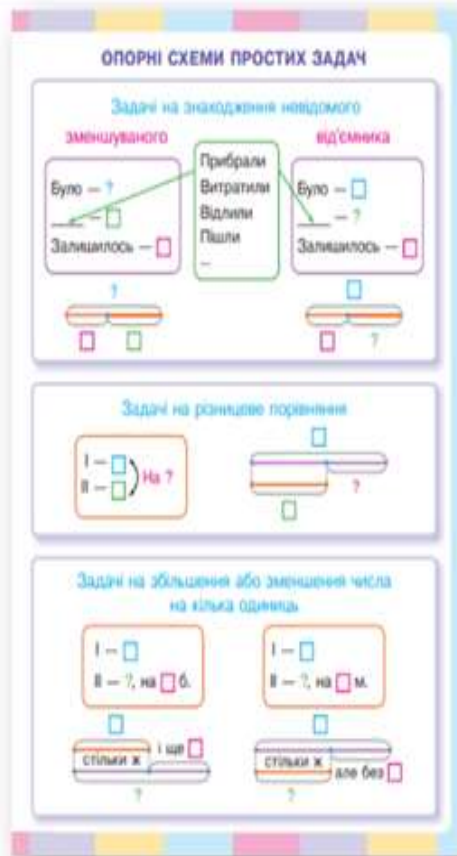 ОПОРНІ СХЕМИ ПРОСТИХ ЗАДАЧ
Задачі на знаходження невідомого
зменшуваного
від'ємника
Було — ?
____ — □
Залишилось — □
Прибрали
Витратили
Відлили
Пішли
...
Було — □
____ — ?
Залишилось — □
?
?
Задачі на різницеве порівняння
І — □
ІІ — □
На ?
?
Задачі на збільшення або зменшення числа
на кілька одиниць
І — □
ІІ — ?, на □ б.
І — □
ІІ — ?, на □ м.
стільки ж
і ще □
?
стільки ж
але без □
?